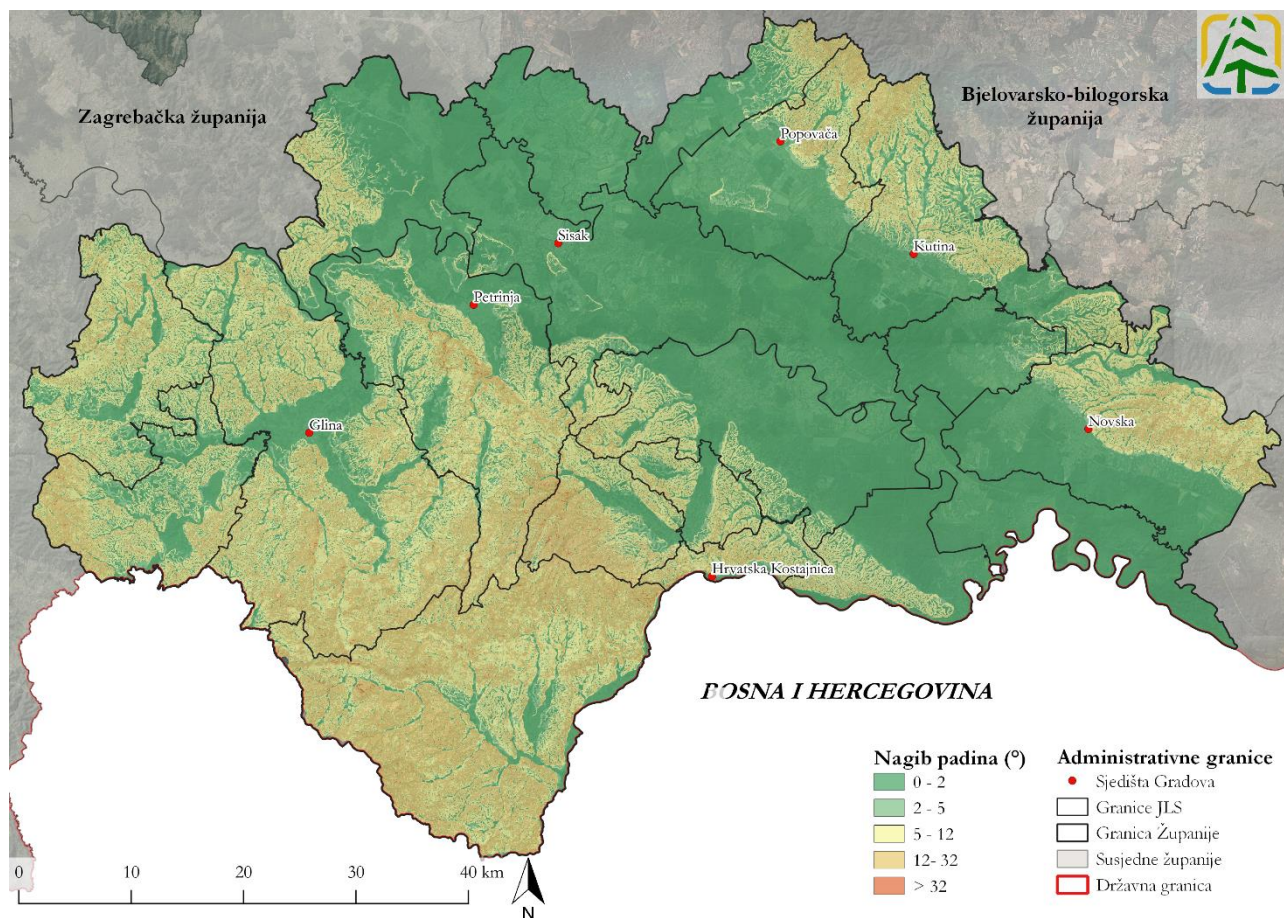 Zagrebačka županija
Bjelovarsko-bilogorska
županija
Popovača
Sisak
Kutina
Petrinja
Glina
Novska
Hrvatska Kostajnica
BOSNA I HERCEGOVINA
Nagib padina (°)
0 - 2
2 - 5
5 - 12
12- 32
> 32
Administrativne granice
Sjedišta Gradova
Granice JLS
Granica Županije
Susjedne županije
Državna granica
0 10 20 40 km
N